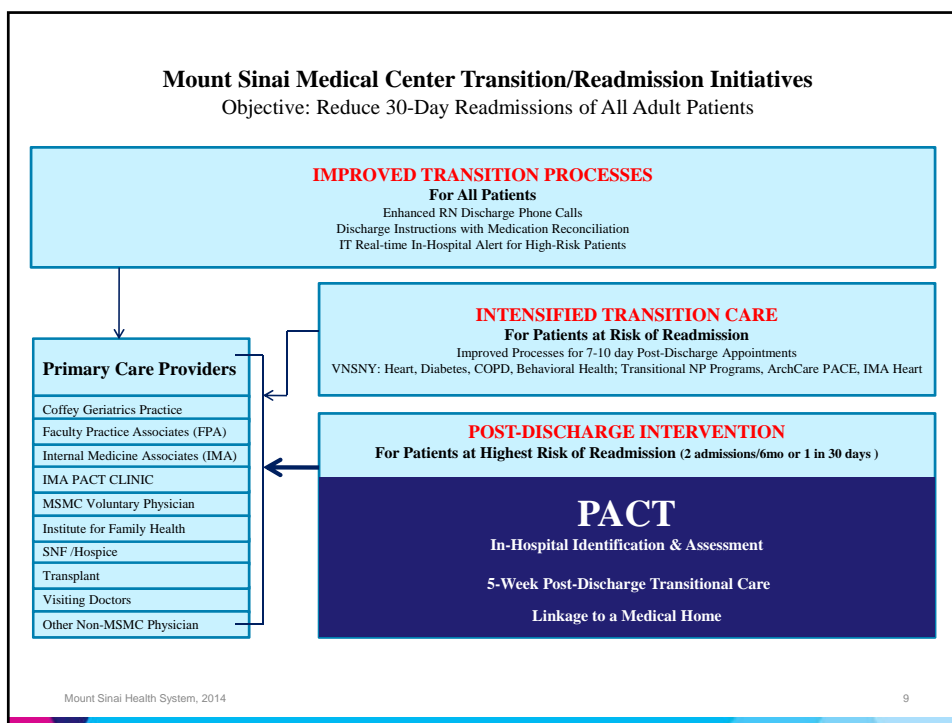 Mount Sinai Medical Center Transition/Readmission Initiatives
Objective: Reduce 30-Day Readmissions of All Adult Patients
IMPROVED TRANSITION PROCESSES
For All Patients
Enhanced RN Discharge Phone Calls
Discharge Instructions with Medication Reconciliation
IT Real-time In-Hospital Alert for High-Risk Patients
INTENSIFIED TRANSITION CARE
For Patients at Risk of Readmission
Improved Processes for 7-10 day Post-Discharge Appointments
VNSNY: Heart, Diabetes, COPD, Behavioral Health; Transitional NP Programs, ArchCare PACE, IMA Heart
Primary Care Providers
Coffey Geriatrics Practice
Faculty Practice Associates (FPA)
Internal Medicine Associates (IMA)
IMA PACT CLINIC
MSMC Voluntary Physician
Institute for Family Health
SNF /Hospice
Transplant
Visiting Doctors
Other Non-MSMC Physician
POST-DISCHARGE INTERVENTION
For Patients at Highest Risk of Readmission (2 admissions/6mo or 1 in 30 days )
PACT
In-Hospital Identification & Assessment
5-Week Post-Discharge Transitional Care
Linkage to a Medical Home
Mount Sinai Health System, 2014
9